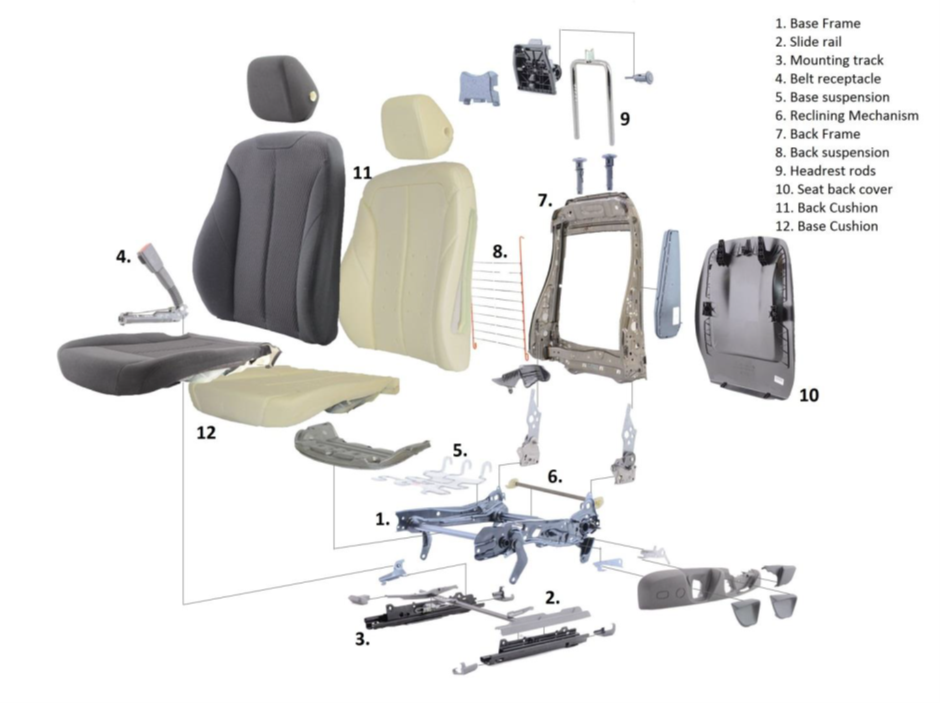 1. Base Frame
2. Slide rail
3. Mounting track
4. Belt receptacle
5. Base suspension
6. Reclining Mechanism
7. Back Frame
8. Back suspension
9. Headrest rods
10. Seat back cover
11. Back Cushion
12. Base Cushion
9
11
7.
8.
4.
10
12
5.
6.
1.
2.
3.